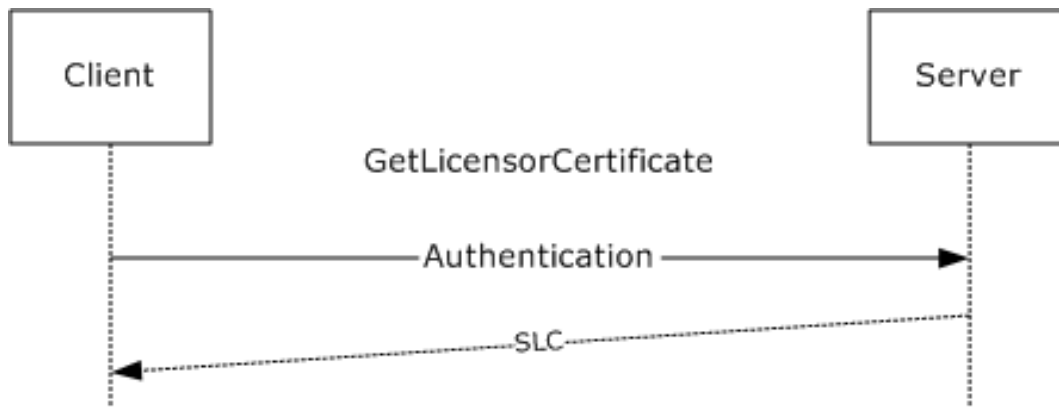 Client
Server
GetLicensorCertificate
Authentication
SLC